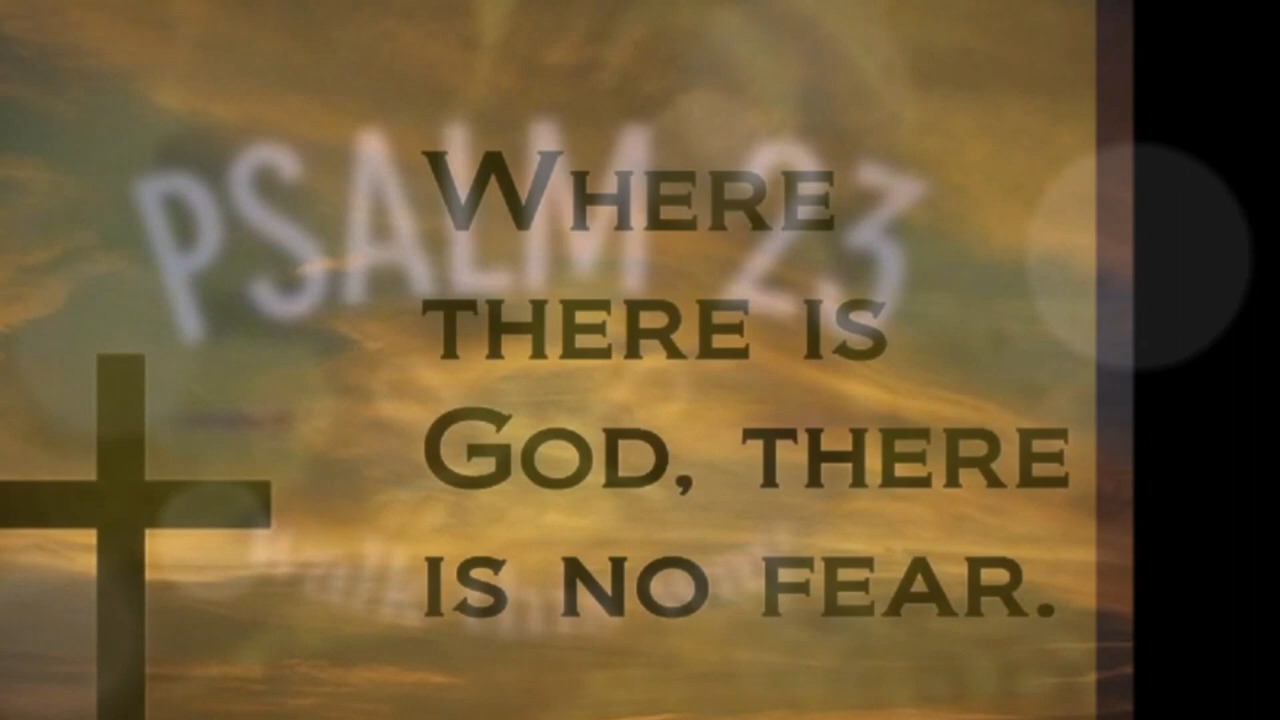 PSALM 23
Where
there is
God, there
is no fear.